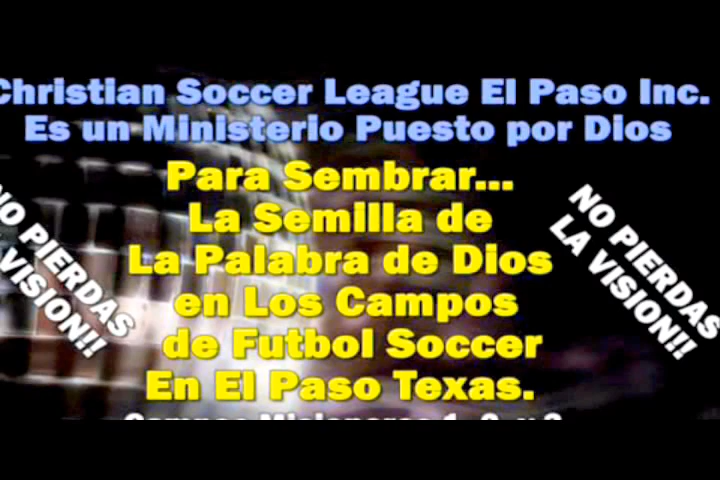 Christian Soccer League El Paso Inc.
Es un Ministerio Puesto por Dios
Para Sembrar...
La Semilla de
La Palabra de Dios
en Los Campos
de Futbol Soccer
En El Paso Texas.
NO PIERDAS
LA VISION!!
NO PIERDAS
LA VISION!!